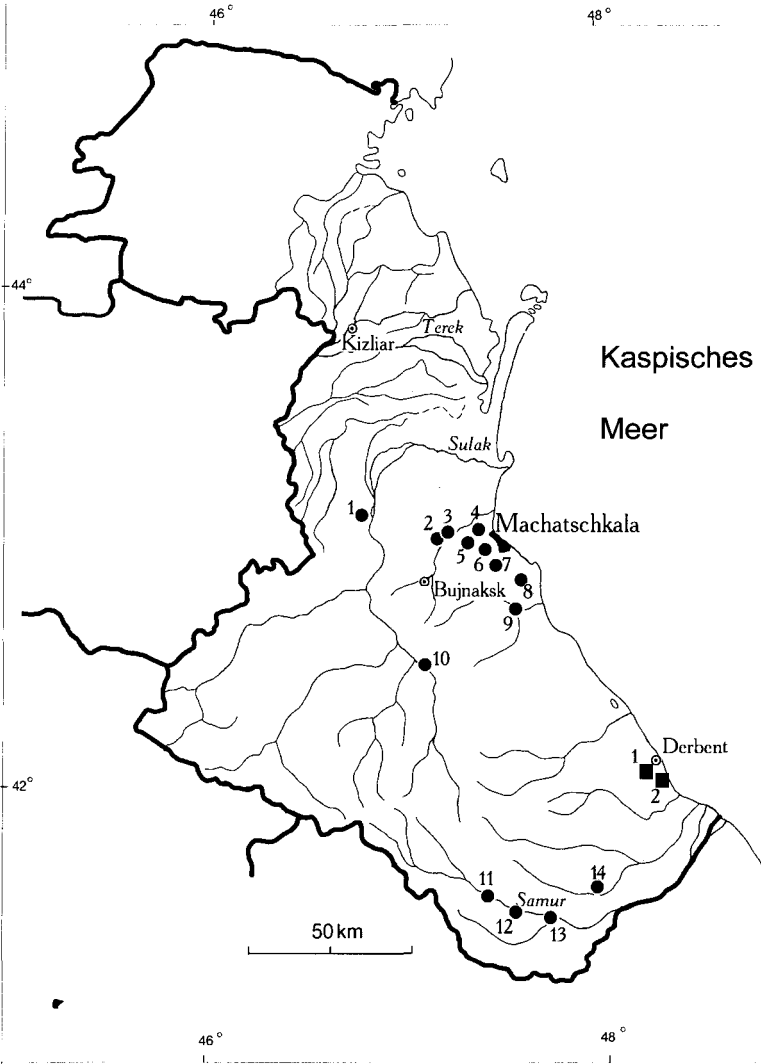 46°
48°
44°
Terek
Kizliar
Kaspisches
Meer
Sulak
1
2
3
4
Machatschkala
5
6
7
Bujnaksk
8
9
10
Derbent
1
2
42°
11
14
Samur
12
13
50 km
46°
48°